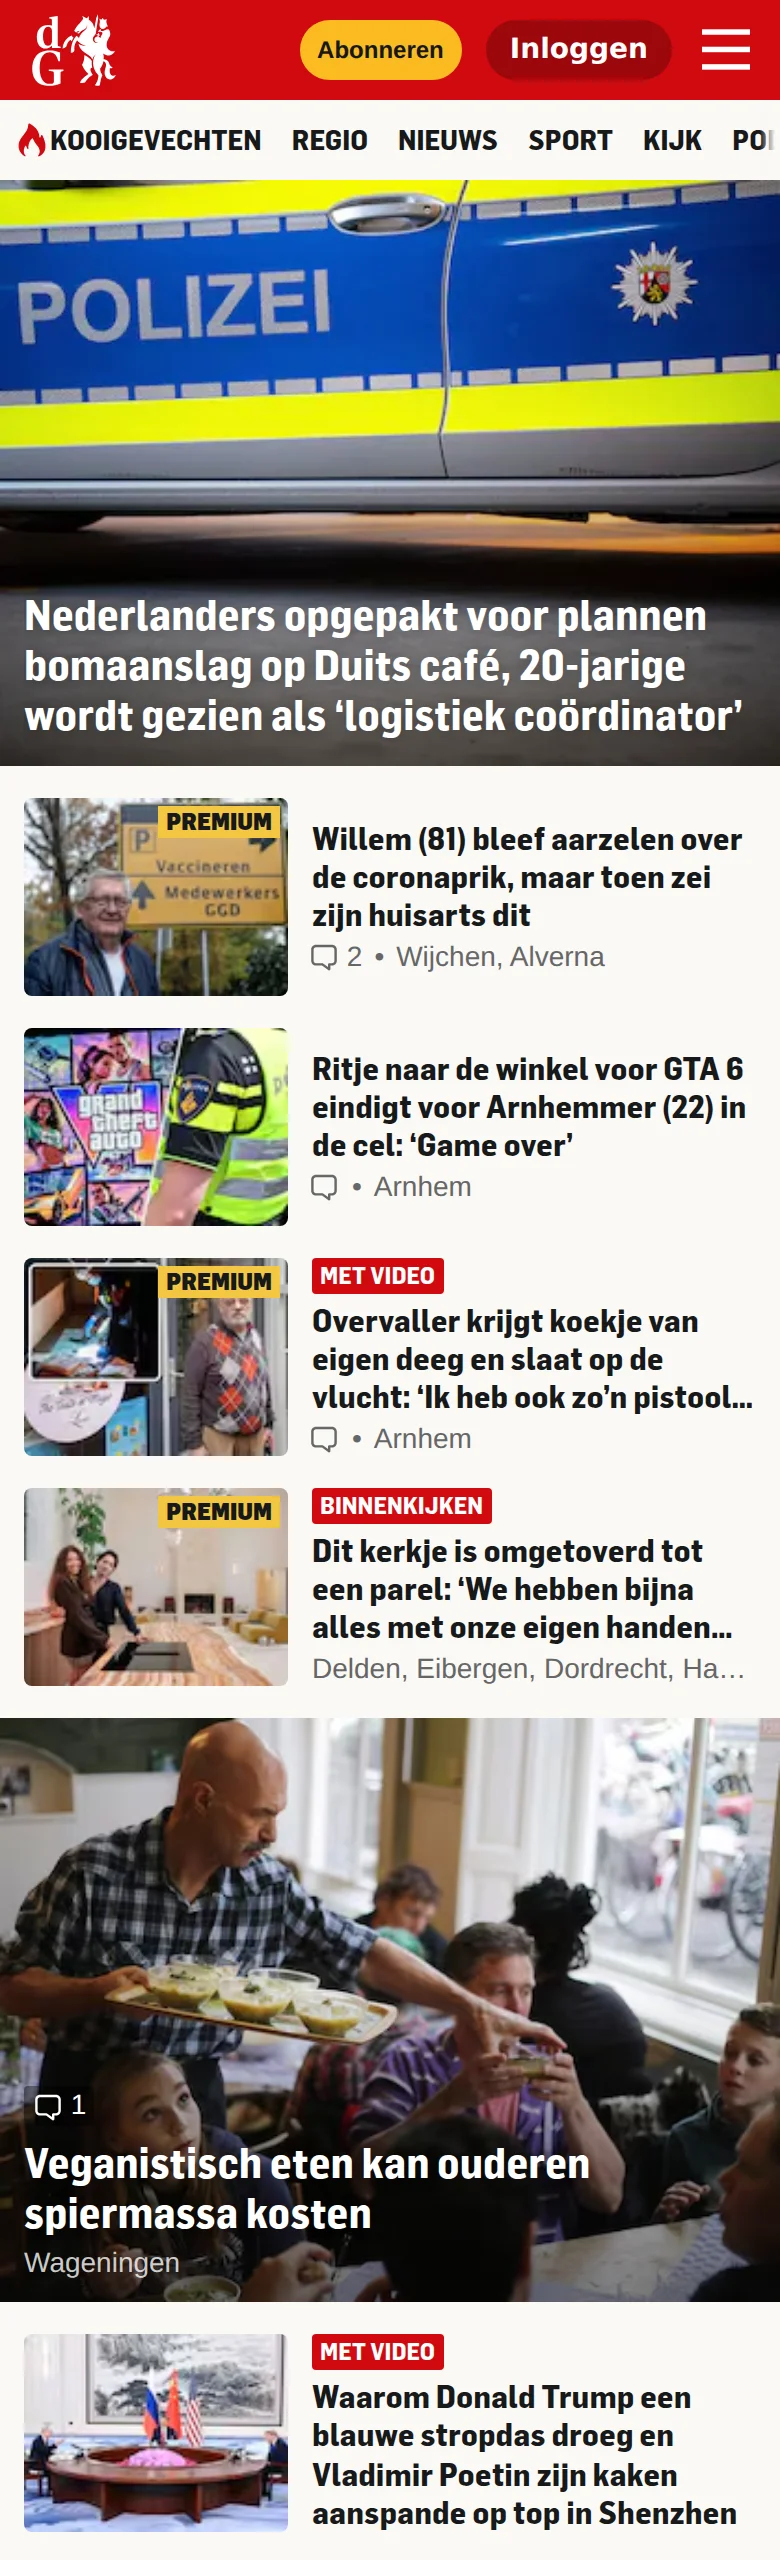 dG
Abonneren
Inloggen
KOOIGEVECHTEN REGIO NIEUWS SPORT KIJK
POLIZEI
Nederlanders opgepakt voor plannen
bomaanslag op Duits café, 20-jarige
wordt gezien als ‘logistiek coördinator’
PREMIUM
P
Vaccineren
Medewerkers
GGD
Willem (81) bleef aarzelen over
de coronaprik, maar toen zei
zijn huisarts dit
2 • Wijchen, Alverna
grand
theft
auto
Ritje naar de winkel voor GTA 6
eindigt voor Arnhemmer (22) in
de cel: ‘Game over’
• Arnhem
PREMIUM
MET VIDEO
Overvaller krijgt koekje van
eigen deeg en slaat op de
vlucht: ‘Ik heb ook zo’n pistool...
• Arnhem
PREMIUM
BINNENKIJKEN
Dit kerkje is omgetoverd tot
een parel: ‘We hebben bijna
alles met onze eigen handen...
Delden, Eibergen, Dordrecht, Ha...
1
Veganistisch eten kan ouderen
spiermassa kosten
Wageningen
MET VIDEO
Waarom Donald Trump een
blauwe stropdas droeg en
Vladimir Poetin zijn kaken
aanspande op top in Shenzhen